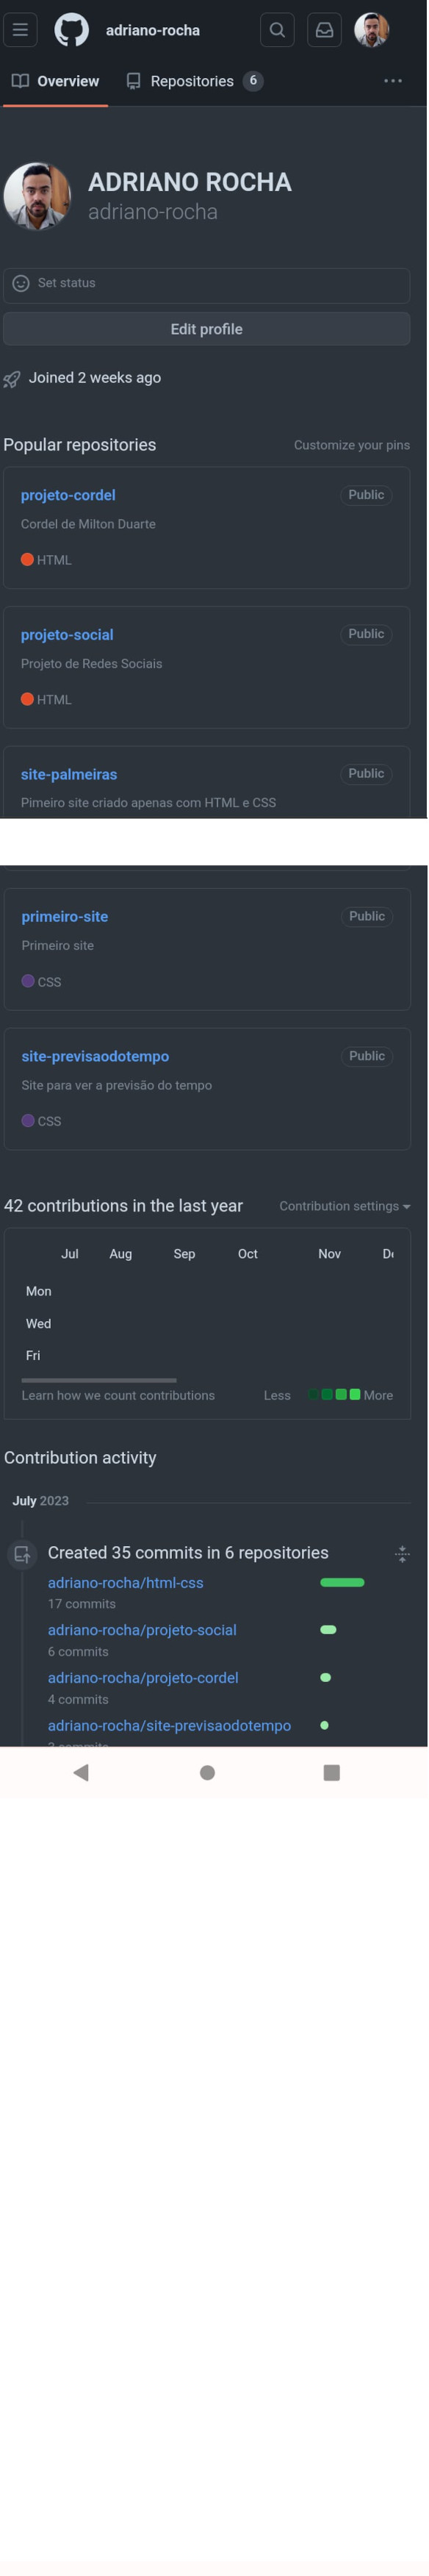 adriano-rocha
Overview Repositories 6
ADRIANO ROCHA
adriano-rocha
Set status
Edit profile
Joined 2 weeks ago
Popular repositories Customize your pins
projeto-cordel Public
Cordel de Milton Duarte
HTML
projeto-social Public
Projeto de Redes Sociais
HTML
site-palmeiras Public
Pimeiro site criado apenas com HTML e CSS
primeiro-site Public
Primeiro site
CSS
site-previsaodotempo Public
Site para ver a previsão do tempo
CSS
42 contributions in the last year Contribution settings
Jul Aug Sep Oct Nov
Mon
Wed
Fri
Learn how we count contributions Less More
Contribution activity
July 2023
Created 35 commits in 6 repositories
adriano-rocha/html-css
17 commits
adriano-rocha/projeto-social
6 commits
adriano-rocha/projeto-cordel
4 commits
adriano-rocha/site-previsaodotempo
3 commits